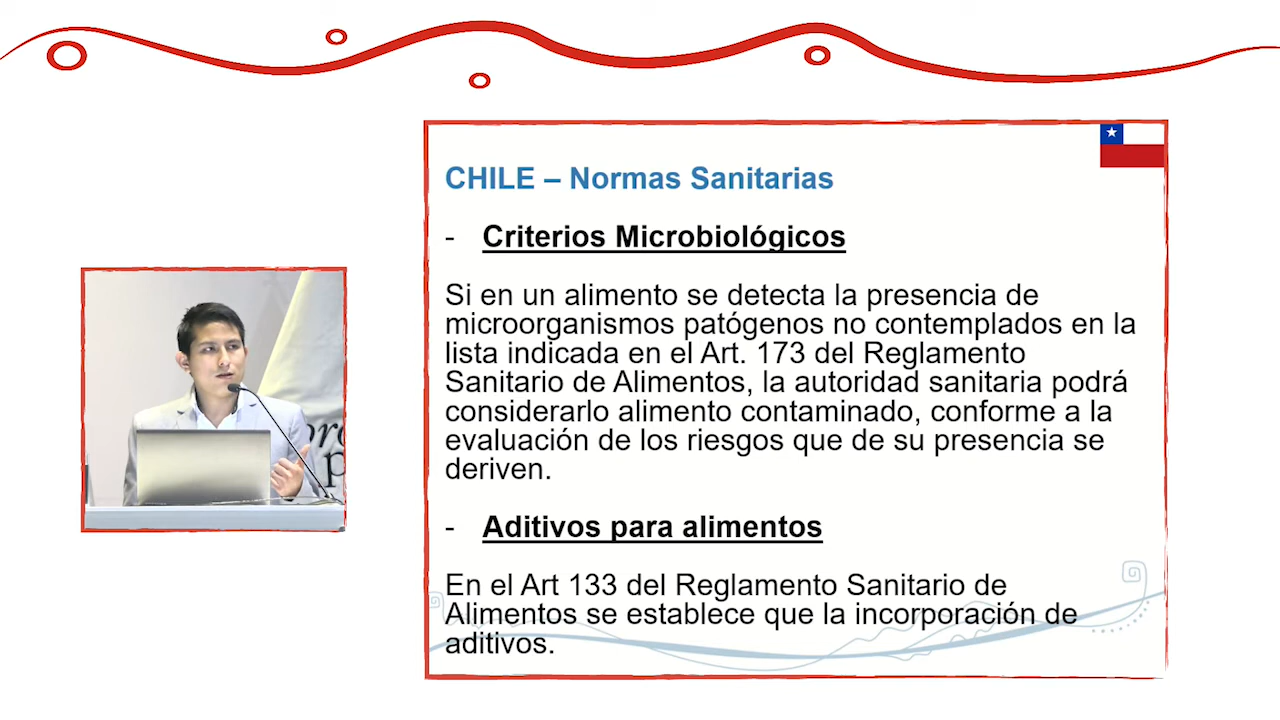 CHILE – Normas Sanitarias
- Criterios Microbiológicos
Si en un alimento se detecta la presencia de
microorganismos patógenos no contemplados en la
lista indicada en el Art. 173 del Reglamento
Sanitario de Alimentos, la autoridad sanitaria podrá
considerarlo alimento contaminado, conforme a la
evaluación de los riesgos que de su presencia se
deriven.
- Aditivos para alimentos
En el Art 133 del Reglamento Sanitario de
Alimentos se establece que la incorporación de
aditivos.